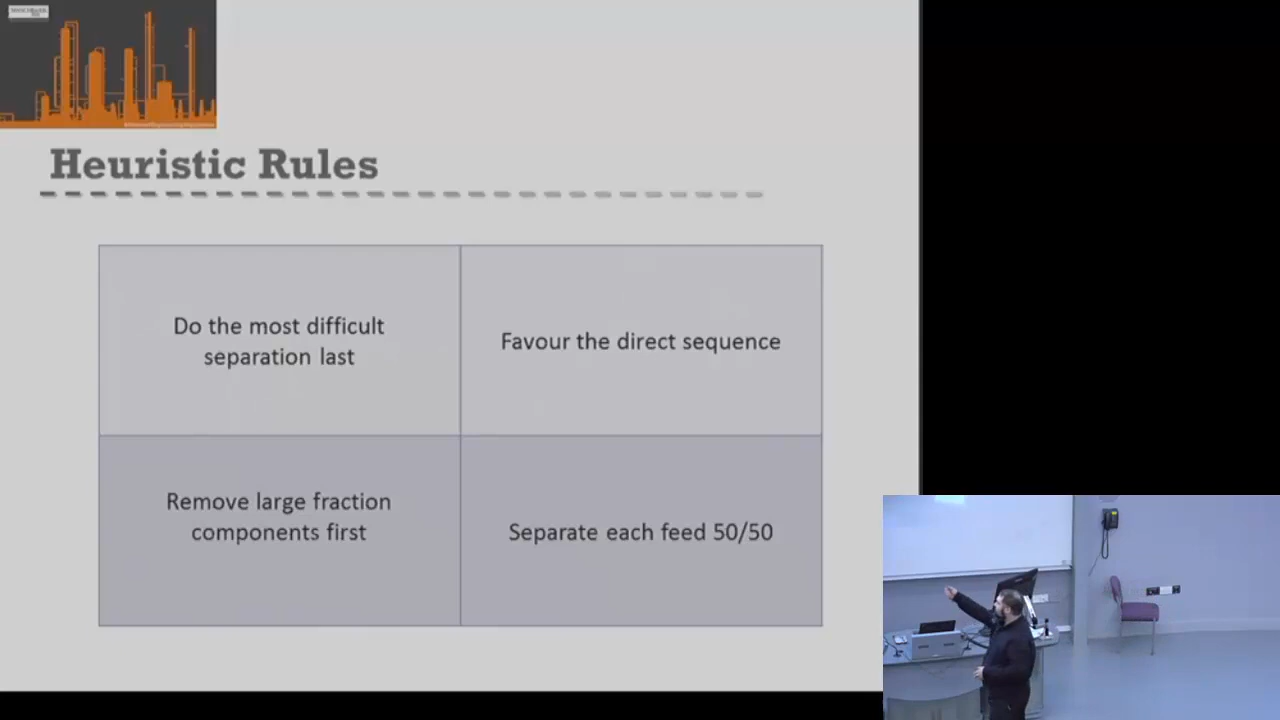 Heuristic Rules
Do the most difficult
separation last
Favour the direct sequence
Remove large fraction
components first
Separate each feed 50/50